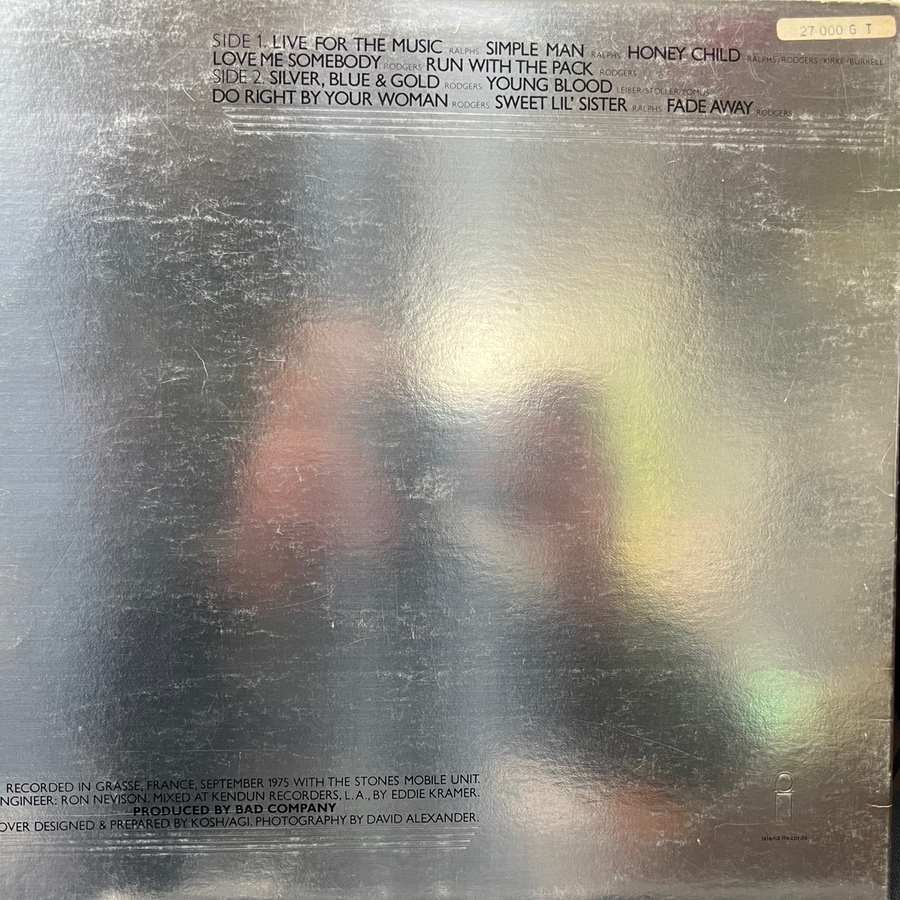 27 000 G T
SIDE 1. LIVE FOR THE MUSIC RALPHS SIMPLE MAN RALPHS HONEY CHILD RALPHS/RODGERS/KIRKE/BURRELL
LOVE ME SOMEBODY RODGERS RUN WITH THE PACK RODGERS
SIDE 2. SILVER, BLUE & GOLD RODGERS YOUNG BLOOD LEIBER/STOLLER/POMUS
DO RIGHT BY YOUR WOMAN RODGERS SWEET LIL' SISTER RALPHS FADE AWAY RODGERS
RECORDED IN GRASSE, FRANCE, SEPTEMBER 1975 WITH THE STONES MOBILE UNIT.
NGINEER: RON NEVISON. MIXED AT KENDUN RECORDERS, L.A., BY EDDIE KRAMER.
PRODUCED BY BAD COMPANY
OVER DESIGNED & PREPARED BY KOSH/AGI. PHOTOGRAPHY BY DAVID ALEXANDER.
i
Island Records